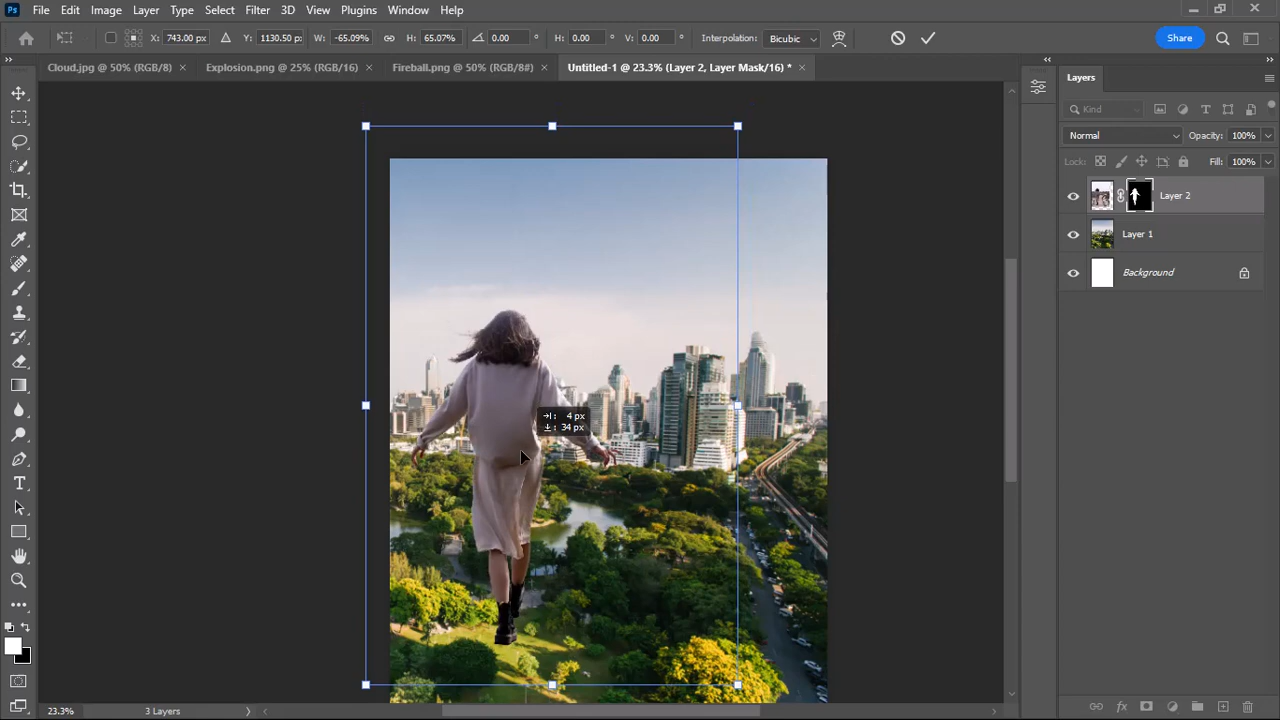 Ps File Edit Image Layer Type Select Filter 3D View Plugins Window Help
X: 743.00 px Y: 1130.50 px W: -65.09% H: 65.07% 0.00 ° H: 0.00 ° V: 0.00 ° Interpolation: Bicubic Share
Cloud.jpg @ 50% (RGB/8) × Explosion.png @ 25% (RGB/16) × Fireball.png @ 50% (RGB/8#) × Untitled-1 @ 23.3% (Layer 2, Layer Mask/16) * ×
Layers
Kind
Normal Opacity: 100%
Lock: Fill: 100%
Layer 2
Layer 1
Background
4 px
34 px
23.3% 3 Layers